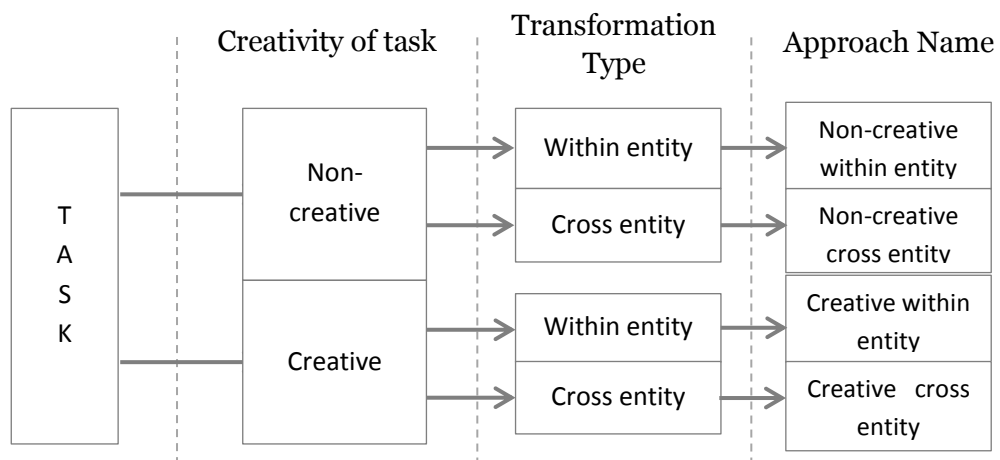 Creativity of task
Transformation
Type
Approach Name
T
A
S
K
Non-
creative
Creative
Within entity
Cross entity
Within entity
Cross entity
Non-creative
within entity
Non-creative
cross entity
Creative within
entity
Creative cross
entity